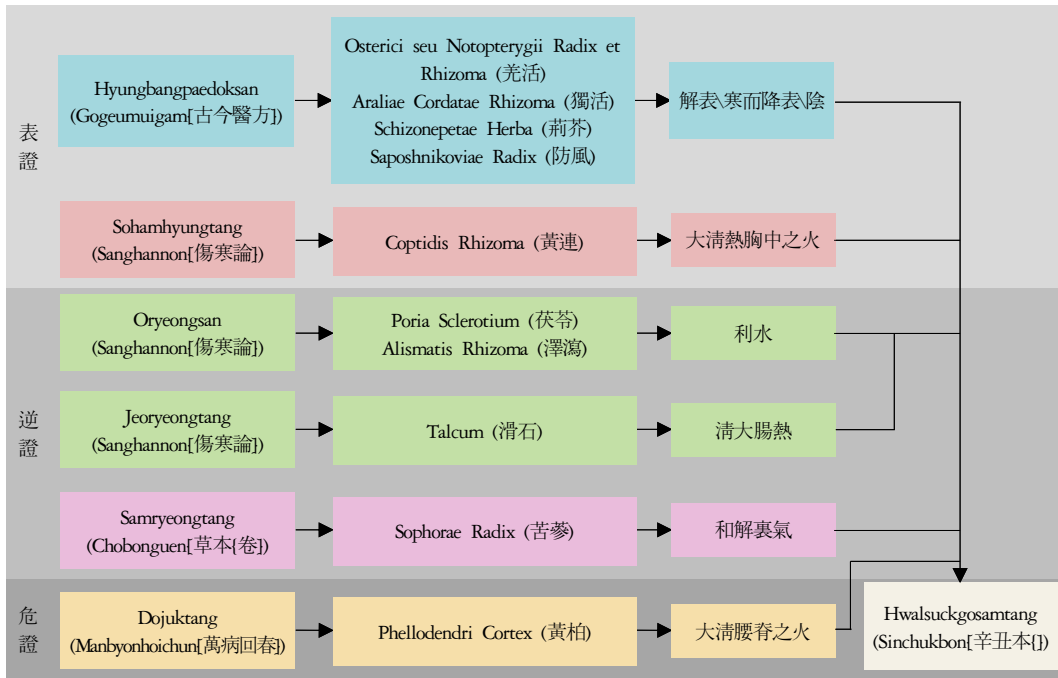 表
證
Hyungbangpaedoksan
(Gogeumuigam[古今醫方])
Osterici seu Notopterygii Radix et
Rhizoma (羌活)
Araliae Cordatae Rhizoma (獨活)
Schizonepetae Herba (荊芥)
Saposhnikoviae Radix (防風)
解表\寒而降表\陰
Sohamhyungtang
(Sanghannon[傷寒論])
Coptidis Rhizoma (黃連)
大淸熱胸中之火
逆
證
Oryeongsan
(Sanghannon[傷寒論])
Poria Sclerotium (茯苓)
Alismatis Rhizoma (澤瀉)
利水
Jeoryeongtang
(Sanghannon[傷寒論])
Talcum (滑石)
淸大腸熱
Samryeongtang
(Chobonguen[草本{卷])
Sophorae Radix (苦蔘)
和解裏氣
危
證
Dojuktang
(Manbyonhoichun[萬病回春])
Phellodendri Cortex (黃柏)
大淸腰脊之火
Hwalsuckgosamtang
(Sinchukbon[辛丑本{])